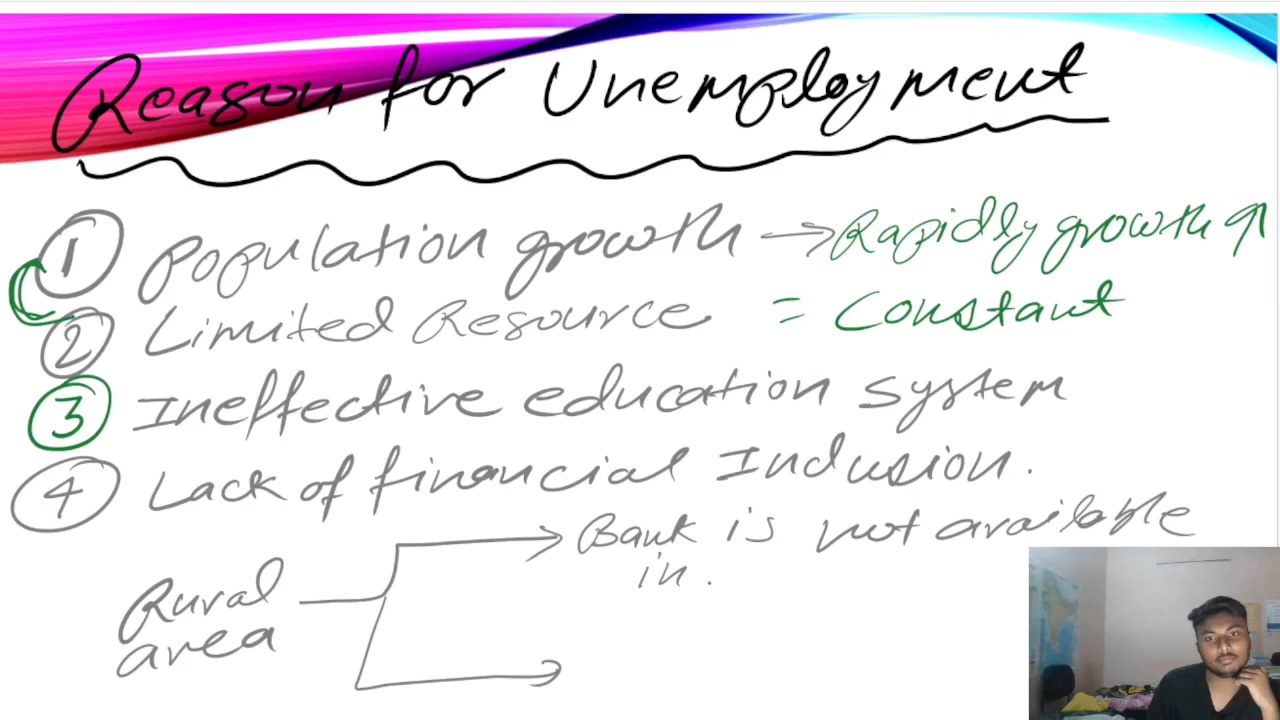 Reason for Unemployment
1 Population growth → Rapidly growth
2 Limited Resource = Constant
3 Ineffective education system
4 Lack of financial Inclusion.
Rural area
Bank is not available in.